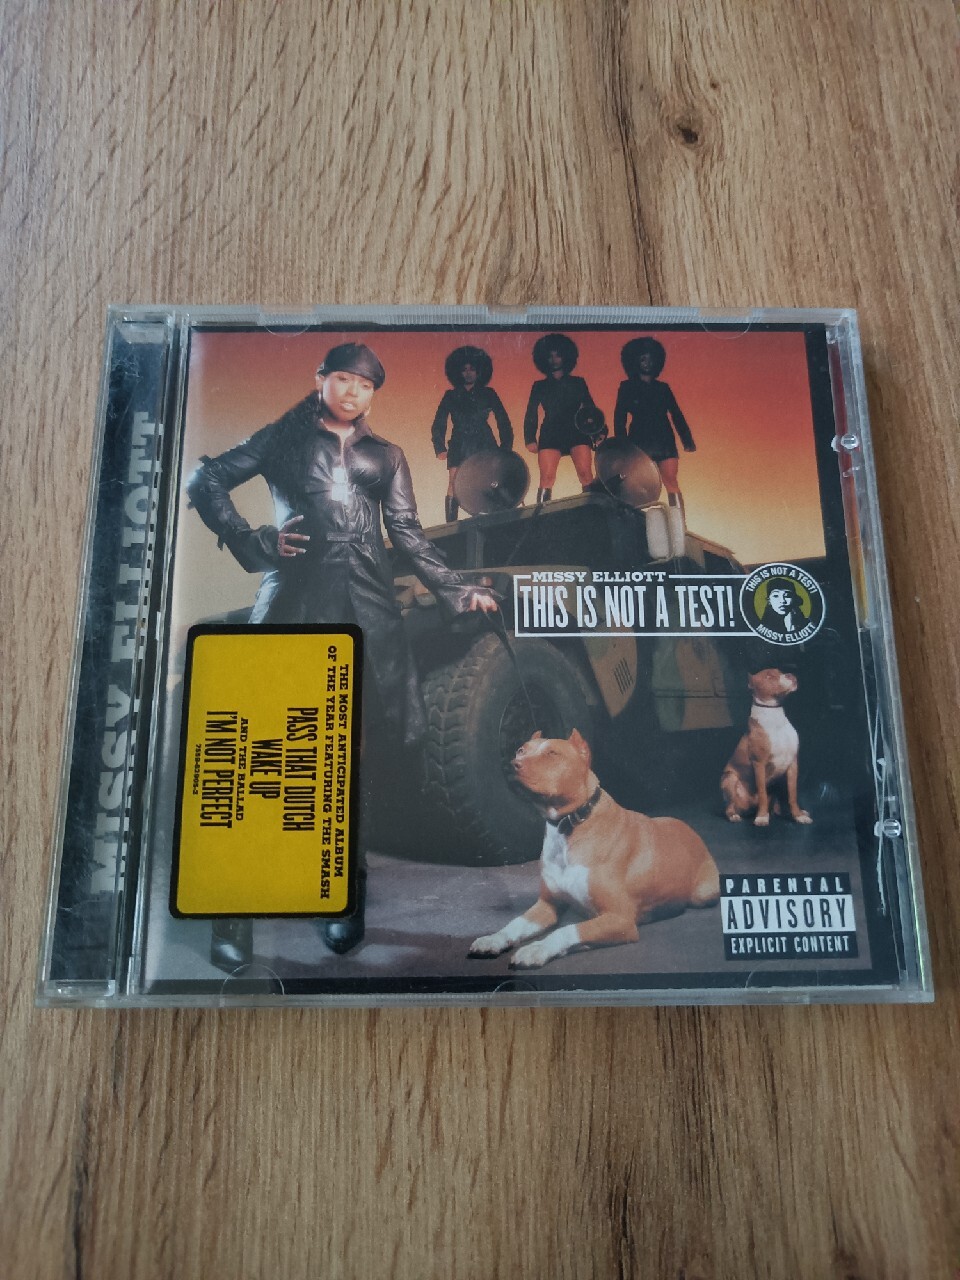 MISSY ELLIOTT
MISSY ELLIOTT
THIS IS NOT A TEST!
THIS IS NOT A TEST!
MISSY ELLIOTT
THE MOST ANTICIPATED ALBUM
OF THE YEAR FEATURING THE SMASH
PASS THAT DUTCH
WAKE UP
AND THE BALLAD
I'M NOT PERFECT
PARENTAL
ADVISORY
EXPLICIT CONTENT